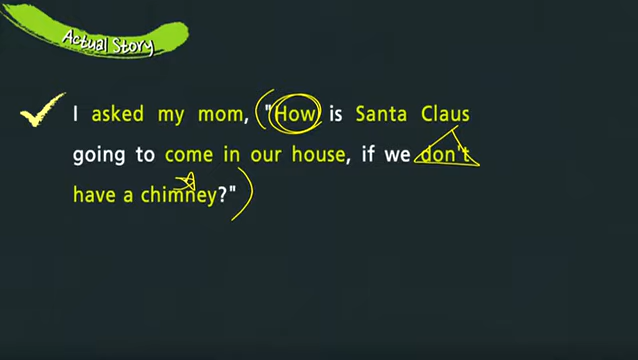 Actual Story
I asked my mom, "How is Santa Claus
going to come in our house, if we don't
have a chimney?"